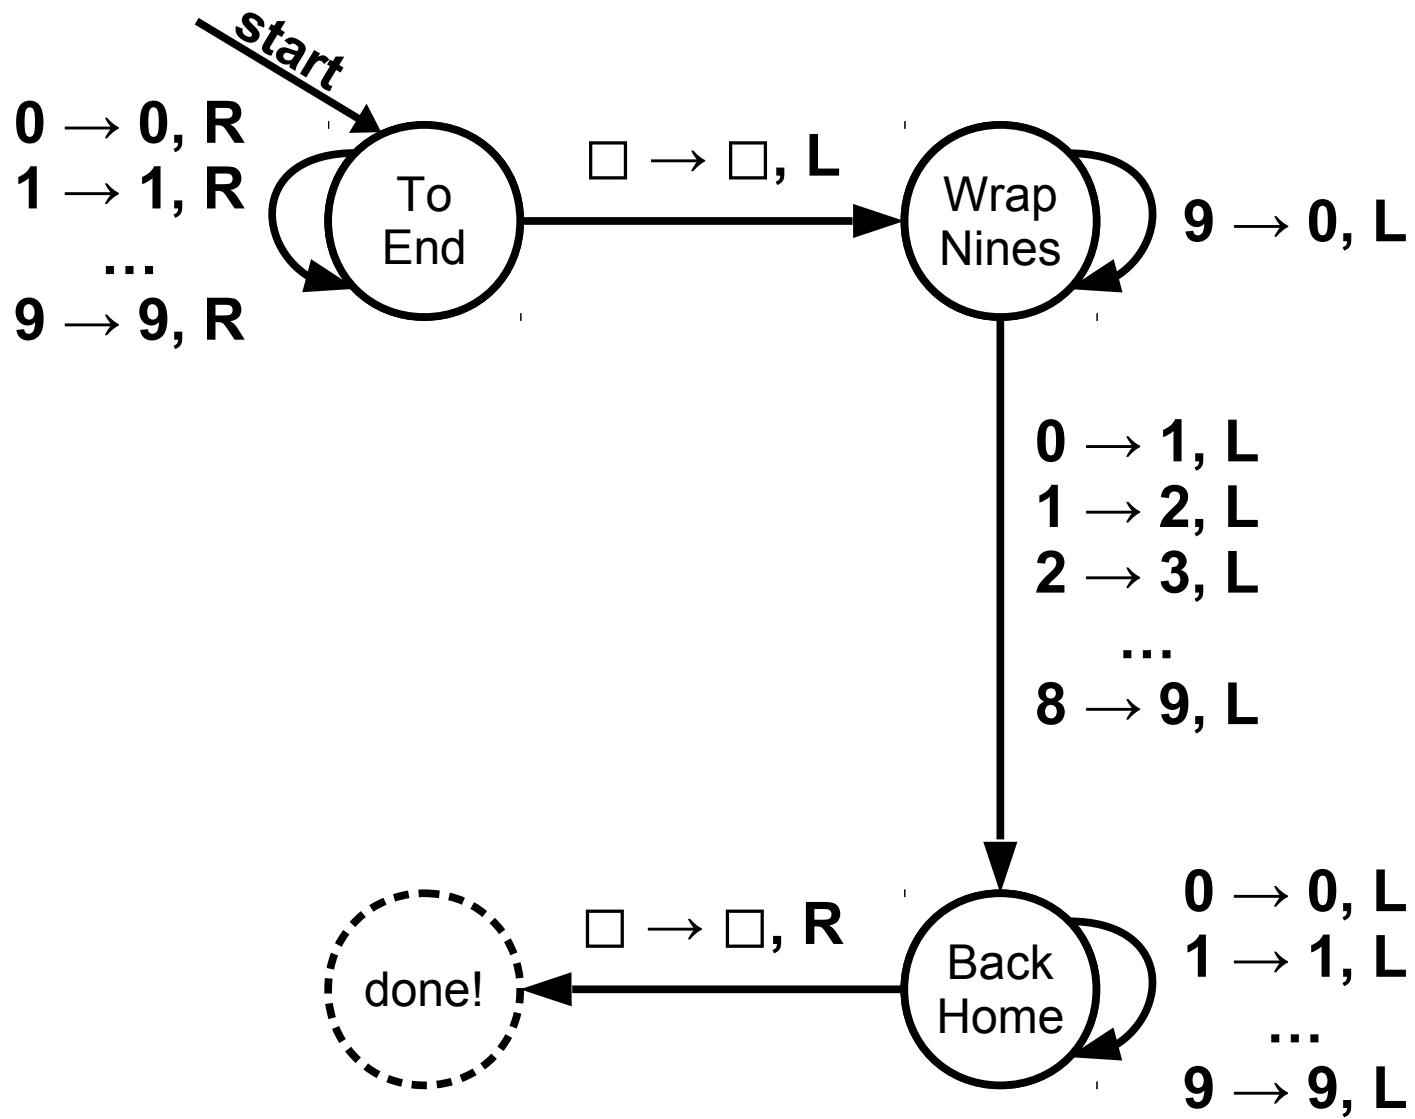 start
0 → 0, R
1 → 1, R
...
9 → 9, R
To
End
□ → □, L
Wrap
Nines
9 → 0, L
0 → 1, L
1 → 2, L
2 → 3, L
...
8 → 9, L
Back
Home
0 → 0, L
1 → 1, L
...
9 → 9, L
□ → □, R
done!